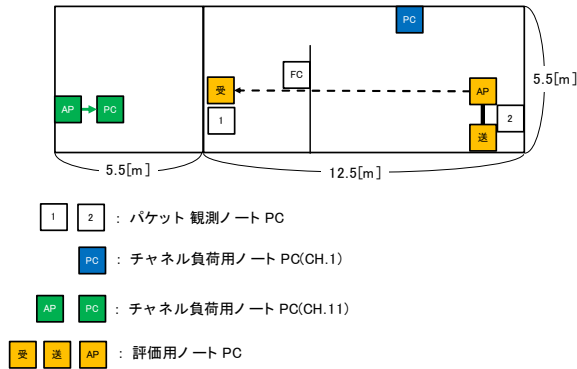 PC
FC
5.5[m]
受
AP
AP
PC
1
2
送
5.5[m]
12.5[m]
1 2 : パケット 観測ノート PC
PC : チャネル負荷用ノート PC(CH.1)
AP PC : チャネル負荷用ノート PC(CH.11)
受 送 AP : 評価用ノート PC